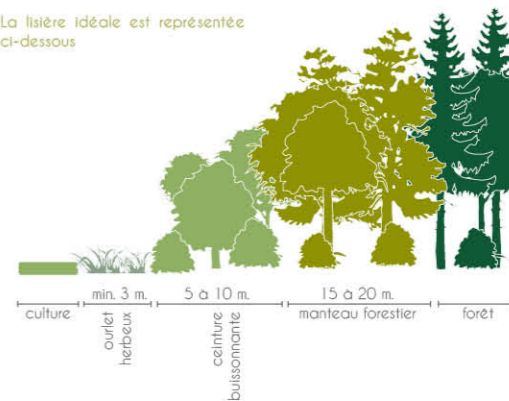 La lisière idéale est représentée
ci-dessous
min. 3 m.
5 à 10 m.
15 à 20 m.
culture
ourlet
herbeux
ceinture
buissonnante
manteau forestier
forêt